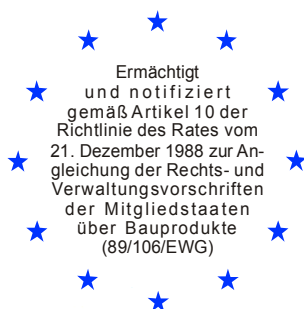 Ermächtigt
und notifiziert
gemäß Artikel 10 der
Richtlinie des Rates vom
21. Dezember 1988 zur An-
gleichung der Rechts- und
Verwaltungsvorschriften
der Mitgliedstaaten
über Bauprodukte
(89/106/EWG)